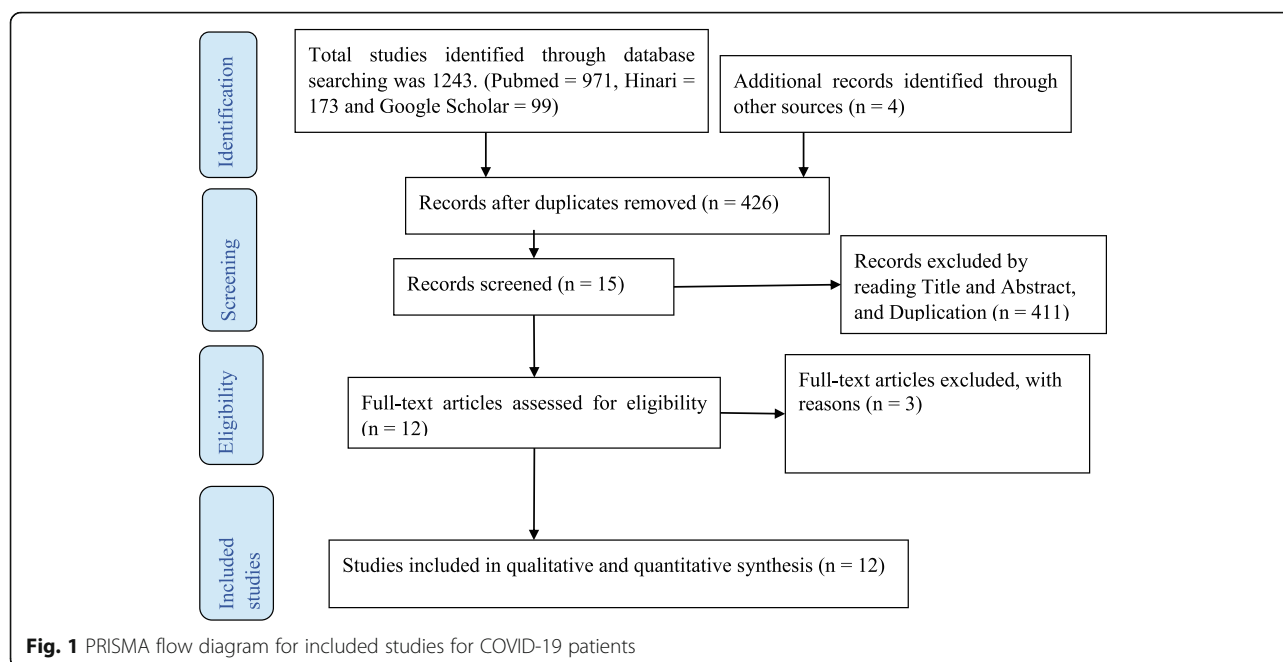 Identification
Total studies identified through database
searching was 1243. (Pubmed = 971, Hinari =
173 and Google Scholar = 99)
Additional records identified through
other sources (n = 4)
Records after duplicates removed (n = 426)
Screening
Records screened (n = 15)
Records excluded by
reading Title and Abstract,
and Duplication (n = 411)
Eligibility
Full-text articles assessed for eligibility
(n = 12)
Full-text articles excluded, with
reasons (n = 3)
Included
studies
Studies included in qualitative and quantitative synthesis (n = 12)
Fig. 1 PRISMA flow diagram for included studies for COVID-19 patients